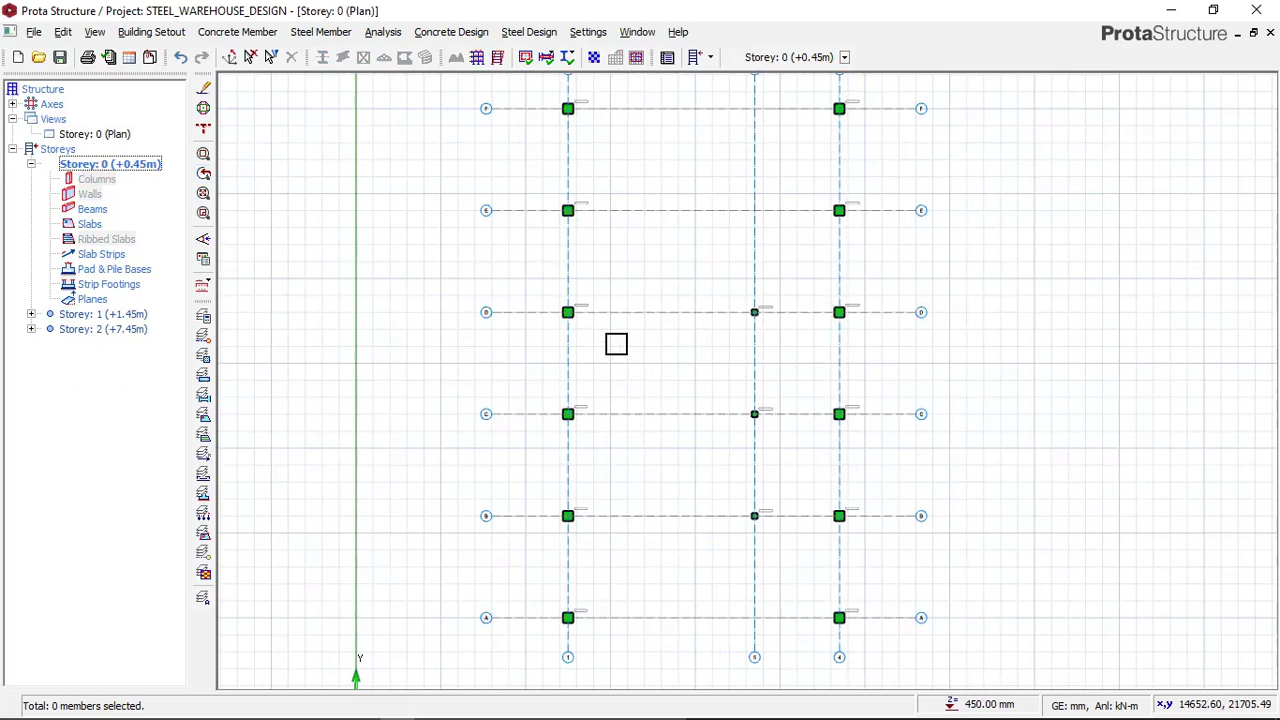 Prota Structure / Project: STEEL_WAREHOUSE_DESIGN - [Storey: 0 (Plan)]
File Edit View Building Setout Concrete Member Steel Member Analysis Concrete Design Steel Design Settings Window Help
ProtaStructure
Storey: 0 (+0.45m)
Structure
Axes
Views
Storey: 0 (Plan)
Storeys
Storey: 0 (+0.45m)
Columns
Walls
Beams
Slabs
Ribbed Slabs
Slab Strips
Pad & Pile Bases
Strip Footings
Planes
Storey: 1 (+1.45m)
Storey: 2 (+7.45m)
F F
E E
D D
C C
B B
A A
1 5 4
Y
Total: 0 members selected.
Z= 450.00 mm
GE: mm, Anl: kN-m
x,y 14652.60, 21705.49